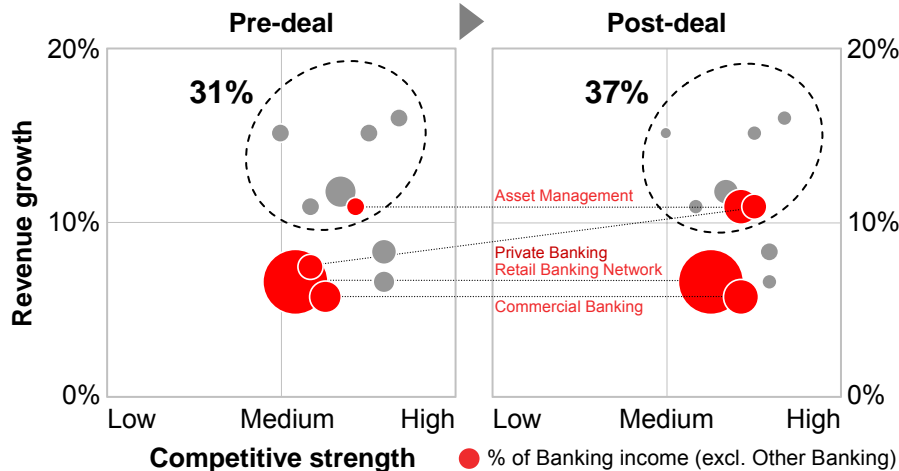 Pre-deal
Post-deal
20%
20%
31%
37%
Revenue growth
Asset Management
10%
10%
Private Banking
Retail Banking Network
Commercial Banking
0%
0%
Low
Medium
High
Low
Medium
High
Competitive strength
% of Banking income (excl. Other Banking)